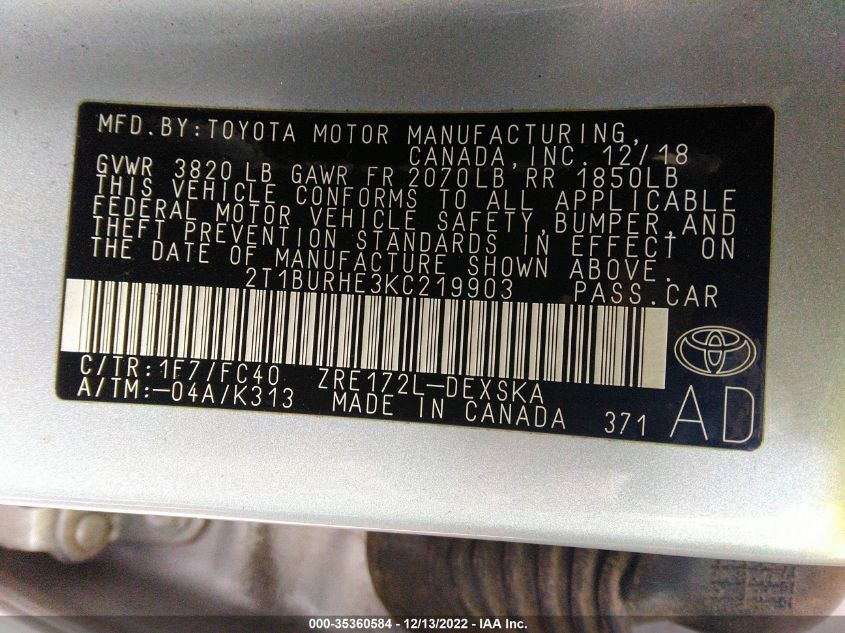 MFD.BY:TOYOTA MOTOR MANUFACTURING,
CANADA,INC. 12/18
GVWR 3820 LB GAWR FR 2070LB RR 1850LB
THIS VEHICLE CONFORMS TO ALL APPLICABLE
FEDERAL MOTOR VEHICLE SAFETY,BUMPER,AND
THEFT PREVENTION STANDARDS IN EFFECT ON
THE DATE OF MANUFACTURE SHOWN ABOVE.
2T1BURHE3KC219903 PASS.CAR
C/TR:1F7/FC40 ZRE172L-DEXSKA
A/TM:-04A/K313 MADE IN CANADA 371
AD
000-35360584 - 12/13/2022 - IAA Inc.